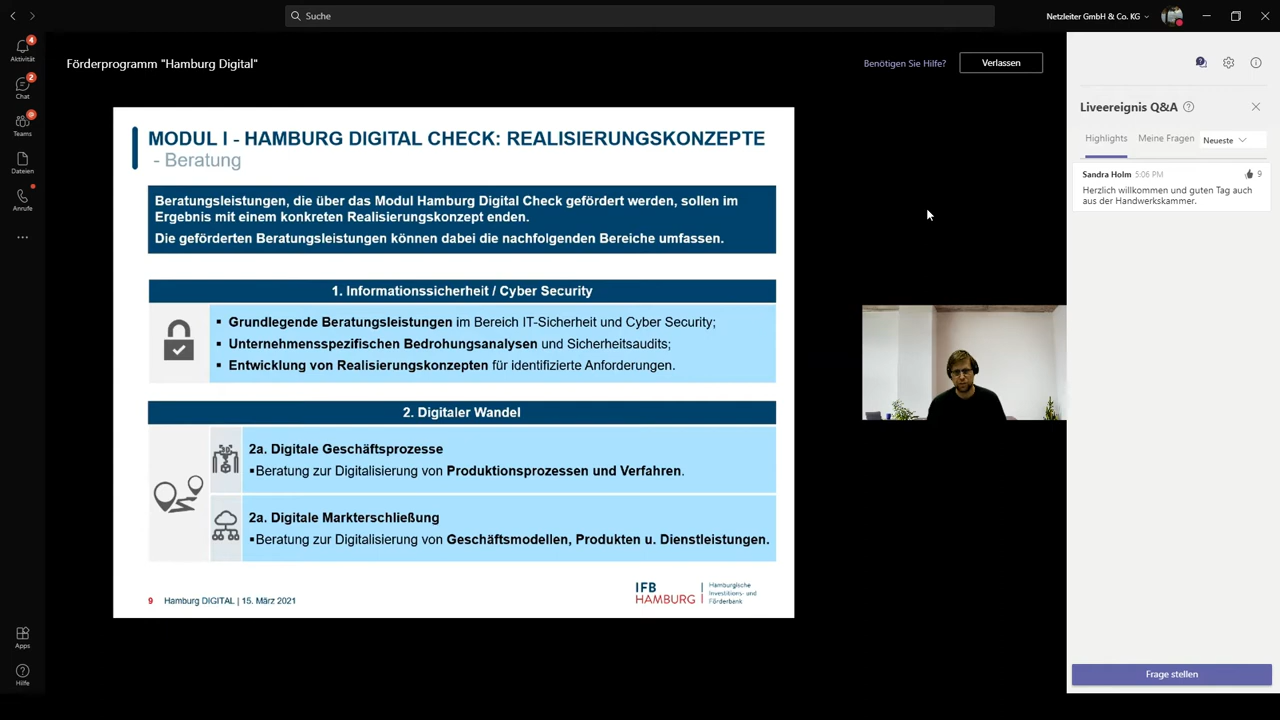 Suche
Netzleiter GmbH & Co. KG
4
Aktivität
2
Chat
Teams
Dateien
Anrufe
Apps
Hilfe
Förderprogramm "Hamburg Digital"
Benötigen Sie Hilfe?
Verlassen
MODUL I - HAMBURG DIGITAL CHECK: REALISIERUNGSKONZEPTE
- Beratung
Beratungsleistungen, die über das Modul Hamburg Digital Check gefördert werden, sollen im
Ergebnis mit einem konkreten Realisierungskonzept enden.
Die geförderten Beratungsleistungen können dabei die nachfolgenden Bereiche umfassen.
1. Informationssicherheit / Cyber Security
▪ Grundlegende Beratungsleistungen im Bereich IT-Sicherheit und Cyber Security;
▪ Unternehmensspezifischen Bedrohungsanalysen und Sicherheitsaudits;
▪ Entwicklung von Realisierungskonzepten für identifizierte Anforderungen.
2. Digitaler Wandel
2a. Digitale Geschäftsprozesse
▪Beratung zur Digitalisierung von Produktionsprozessen und Verfahren.
2a. Digitale Markterschließung
▪Beratung zur Digitalisierung von Geschäftsmodellen, Produkten u. Dienstleistungen.
9 Hamburg DIGITAL | 15. März 2021
IFB
HAMBURG
Hamburgische
Investitions- und
Förderbank
Liveereignis Q&A
Highlights
Meine Fragen
Neueste
Sandra Holm 5:06 PM
9
Herzlich willkommen und guten Tag auch
aus der Handwerkskammer.
Frage stellen